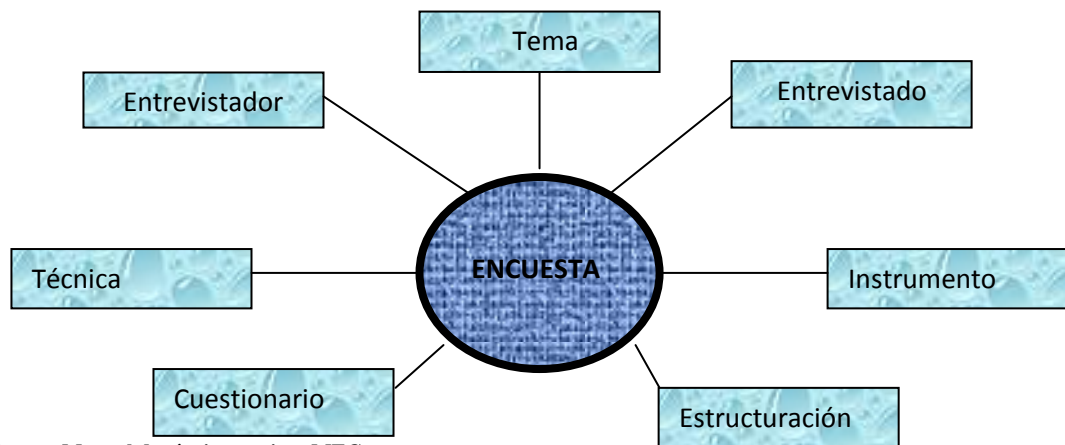 Tema
Entrevistador
Entrevistado
ENCUESTA
Técnica
Instrumento
Cuestionario
Estructuración